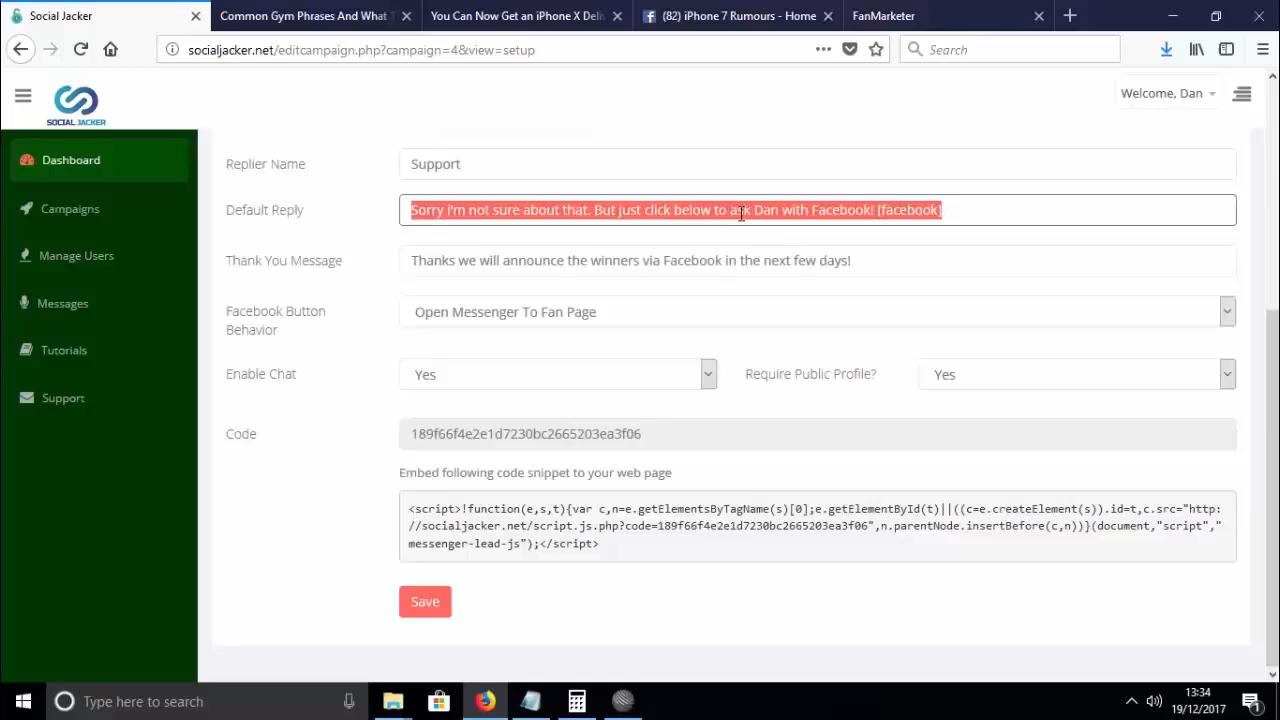 Social Jacker
Common Gym Phrases And What T
You Can Now Get an iPhone X Deliv
(82) iPhone 7 Rumours - Home
FanMarketer
socialjacker.net/editcampaign.php?campaign=4&view=setup
Search
SOCIAL JACKER
Welcome, Dan
Dashboard
Campaigns
Manage Users
Messages
Tutorials
Support
Replier Name
Support
Default Reply
Sorry i'm not sure about that. But just click below to ask Dan with Facebook! [facebook]
Thank You Message
Thanks we will announce the winners via Facebook in the next few days!
Facebook Button
Behavior
Open Messenger To Fan Page
Enable Chat
Yes
Require Public Profile?
Yes
Code
189f66f4e2e1d7230bc2665203ea3f06
Embed following code snippet to your web page
<script>!function(e,s,t){var c,n=e.getElementsByTagName(s)[0];e.getElementById(t)||((c=e.createElement(s)).id=t,c.src="http:
//socialjacker.net/script.js.php?code=189f66f4e2e1d7230bc2665203ea3f06",n.parentNode.insertBefore(c,n))}(document,"script","
messenger-lead-js");</script>
Save
Type here to search
13:34
19/12/2017
1